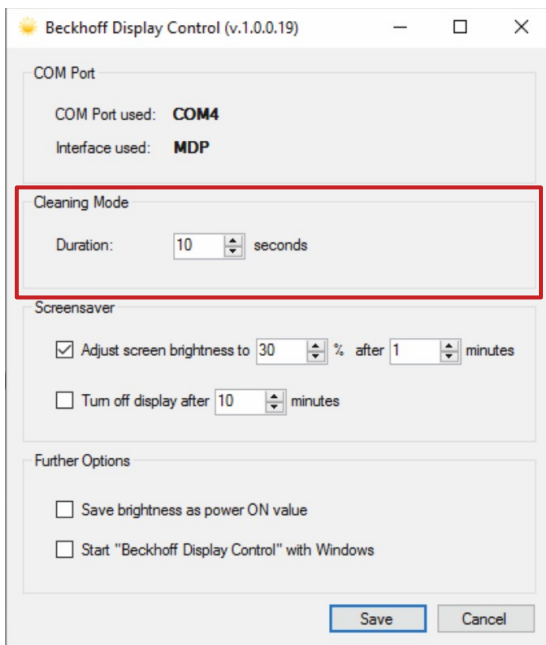 Beckhoff Display Control (v.1.0.0.19)
COM Port
COM Port used: COM4
Interface used: MDP
Cleaning Mode
Duration: 10 seconds
Screensaver
Adjust screen brightness to 30 % after 1 minutes
Turn off display after 10 minutes
Further Options
Save brightness as power ON value
Start "Beckhoff Display Control" with Windows
Save Cancel